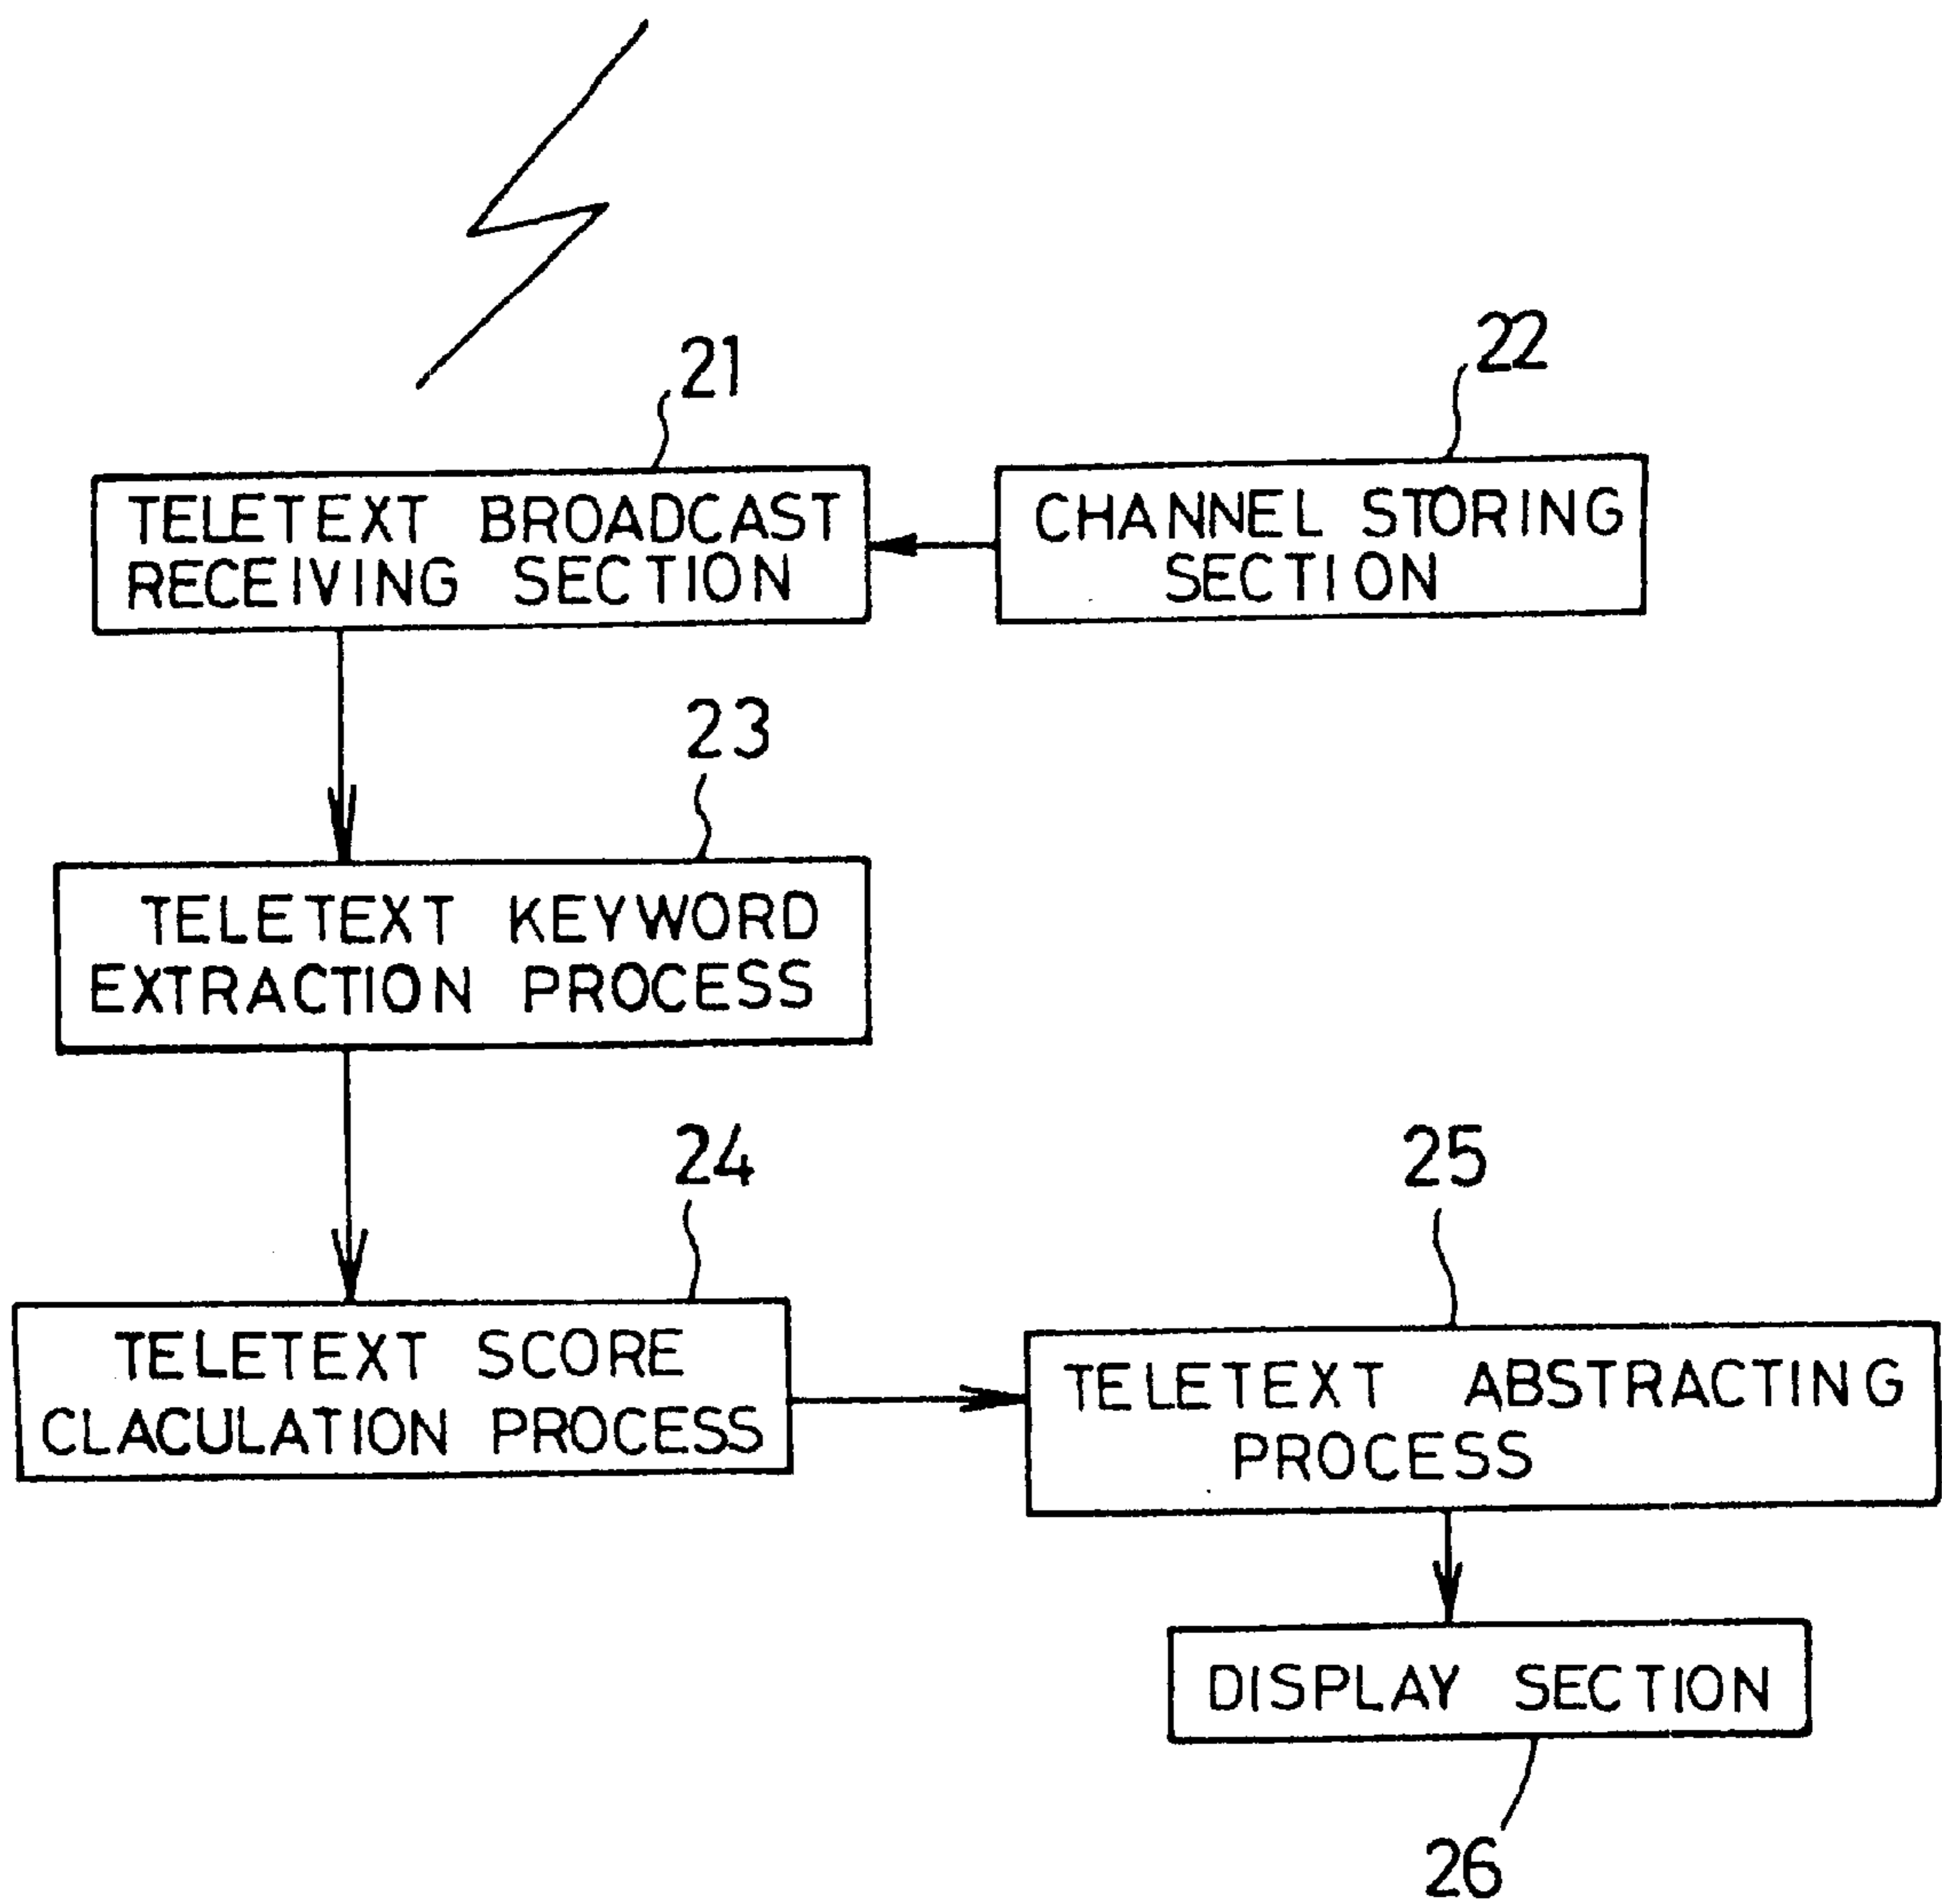 21
22
TELETEXT BROADCAST
RECEIVING SECTION
CHANNEL STORING
SECTION
23
TELETEXT KEYWORD
EXTRACTION PROCESS
24
25
TELETEXT SCORE
CLACULATION PROCESS
TELETEXT ABSTRACTING
PROCESS
DISPLAY SECTION
26